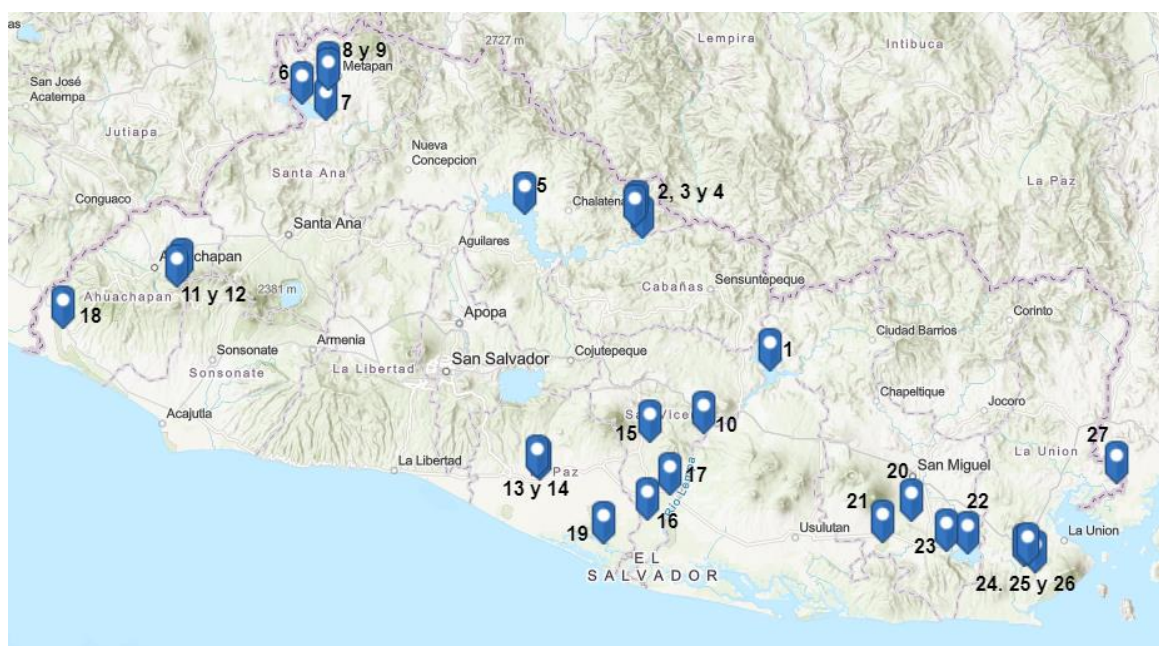 as
San José
Acatempa
Jutiapa
Conguaco
6
8 y 9
Metapan
7
2727 m
Lempira
Intibuca
Nueva
Concepcion
Santa Ana
5
Chalatena
2, 3 y 4
La Paz
Santa Ana
Aguilares
Cabañas
Sensuntepeque
11 y 12
2381 m
Ahuachapan
18
Apopa
Armenia
San Salvador
Cojutepeque
1
Ciudad Barrios
Corinto
Sonsonate
Sonsonate
La Libertad
Chapeltique
Jocoro
Acajutla
15
10
27
La Union
La Libertad
13 y 14
Paz
17
Río Lempa
20
San Miguel
21
22
19
16
Usulutan
23
La Union
EL
SALVADOR
24. 25 y 26